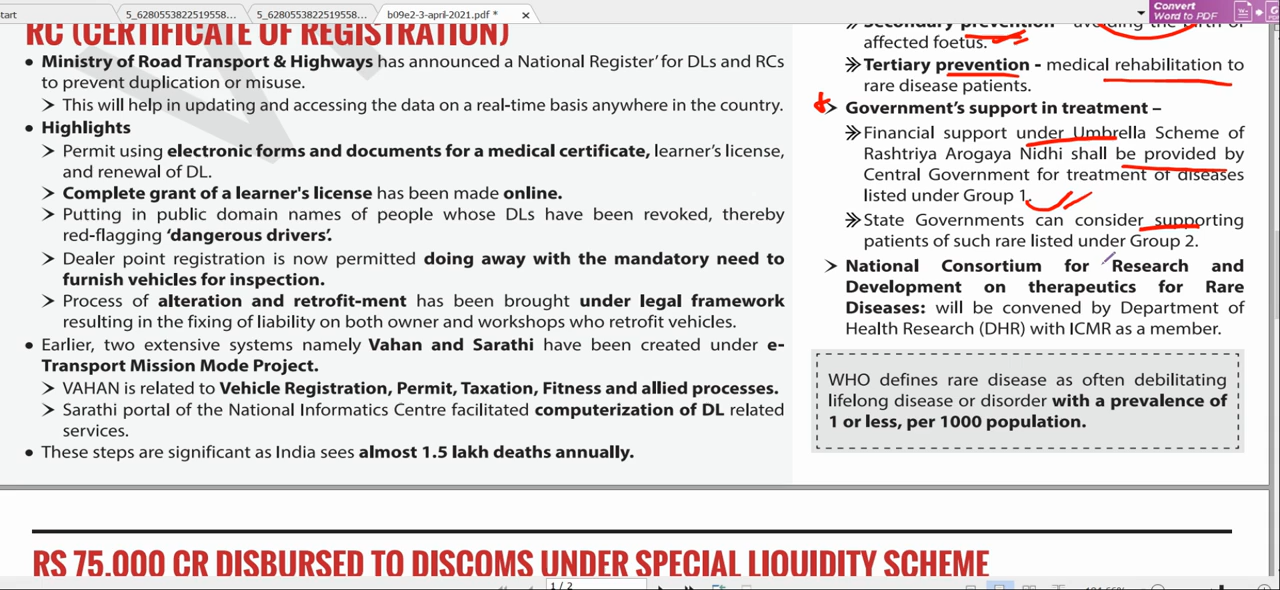 tart
5_6280553822519558...
5_6280553822519558...
b09e2-3-april-2021.pdf *
Convert
Word to PDF
RC (CERTIFICATE OF REGISTRATION)
• Ministry of Road Transport & Highways has announced a National Register' for DLs and RCs
to prevent duplication or misuse.
➤ This will help in updating and accessing the data on a real-time basis anywhere in the country.
• Highlights
➤ Permit using electronic forms and documents for a medical certificate, learner's license,
and renewal of DL.
➤ Complete grant of a learner's license has been made online.
➤ Putting in public domain names of people whose DLs have been revoked, thereby
red-flagging 'dangerous drivers'.
➤ Dealer point registration is now permitted doing away with the mandatory need to
furnish vehicles for inspection.
➤ Process of alteration and retrofit-ment has been brought under legal framework
resulting in the fixing of liability on both owner and workshops who retrofit vehicles.
• Earlier, two extensive systems namely Vahan and Sarathi have been created under e-
Transport Mission Mode Project.
➤ VAHAN is related to Vehicle Registration, Permit, Taxation, Fitness and allied processes.
➤ Sarathi portal of the National Informatics Centre facilitated computerization of DL related
services.
• These steps are significant as India sees almost 1.5 lakh deaths annually.
Secondary prevention - avoiding the birth of
affected foetus.
Tertiary prevention - medical rehabilitation to
rare disease patients.
➤ Government's support in treatment –
Financial support under Umbrella Scheme of
Rashtriya Arogaya Nidhi shall be provided by
Central Government for treatment of diseases
listed under Group 1.
State Governments can consider supporting
patients of such rare listed under Group 2.
➤ National Consortium for Research and
Development on therapeutics for Rare
Diseases: will be convened by Department of
Health Research (DHR) with ICMR as a member.
WHO defines rare disease as often debilitating
lifelong disease or disorder with a prevalence of
1 or less, per 1000 population.
RS 75,000 CR DISBURSED TO DISCOMS UNDER SPECIAL LIQUIDITY SCHEME
1 / 2